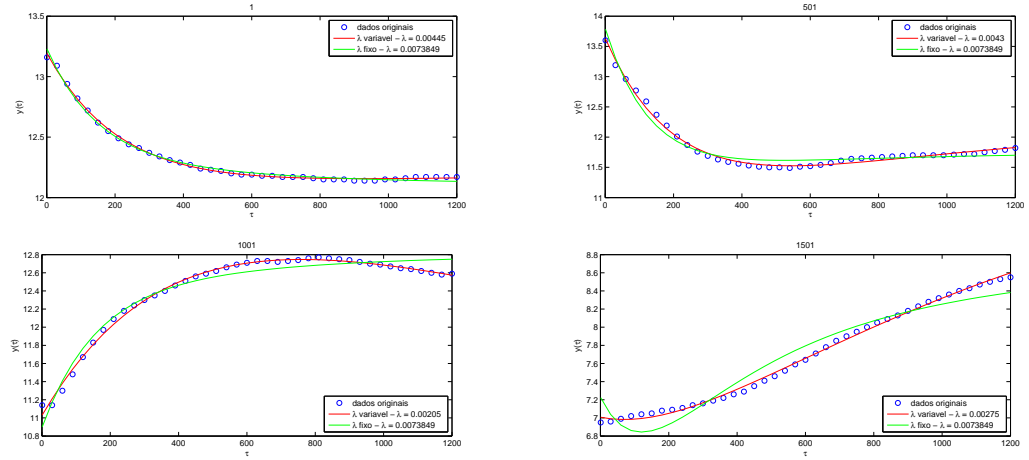 1
13.5
13
12.5
12
y(τ)
0 200 400 600 800 1000 1200
τ
dados originais
λ variavel – λ = 0.00445
λ fixo – λ = 0.0073849
501
14
13.5
13
12.5
12
11.5
11
y(τ)
0 200 400 600 800 1000 1200
τ
dados originais
λ variavel – λ = 0.0043
λ fixo – λ = 0.0073849
1001
12.8
12.6
12.4
12.2
12
11.8
11.6
11.4
11.2
11
10.8
y(τ)
0 200 400 600 800 1000 1200
τ
dados originais
λ variavel – λ = 0.00205
λ fixo – λ = 0.0073849
1501
8.8
8.6
8.4
8.2
8
7.8
7.6
7.4
7.2
7
6.8
y(τ)
0 200 400 600 800 1000 1200
τ
dados originais
λ variavel – λ = 0.00275
λ fixo – λ = 0.0073849